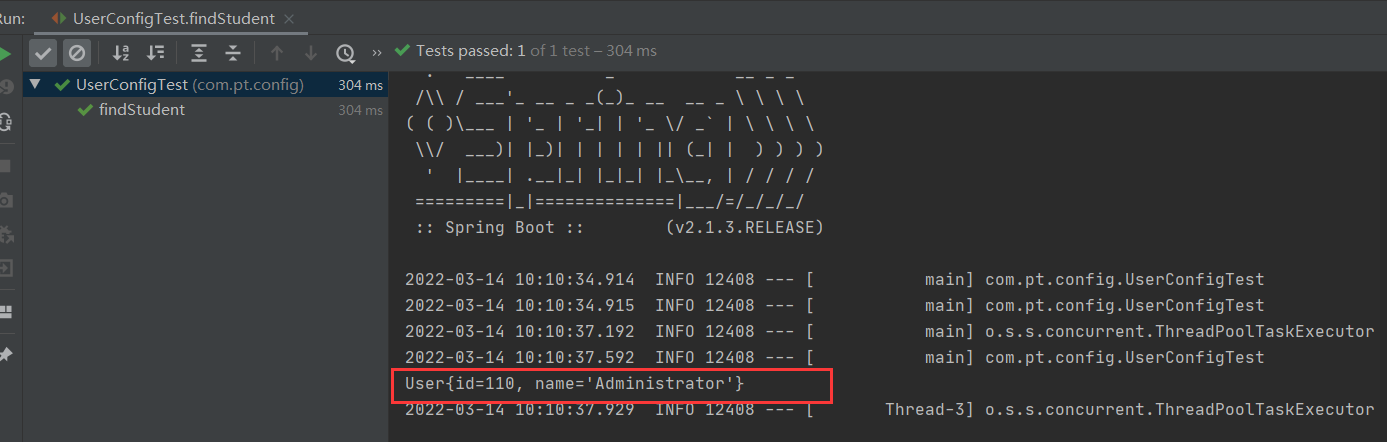 Run:
UserConfigTest.findStudent
Tests passed: 1 of 1 test – 304 ms
UserConfigTest (com.pt.config) 304 ms
findStudent 304 ms
  .   ____          _            __ _ _
 /\\ / ___'_ __ _ _(_)_ __  __ _ \ \ \ \
( ( )\___ | '_ | '_| | '_ \/ _` | \ \ \ \
 \\/  ___)| |_)| | | | | || (_| |  ) ) ) )
  '  |____| .__|_| |_|_| |_\__, | / / / /
 =========|_|==============|___/=/_/_/_/
 :: Spring Boot ::        (v2.1.3.RELEASE)
2022-03-14 10:10:34.914  INFO 12408 --- [           main] com.pt.config.UserConfigTest
2022-03-14 10:10:34.915  INFO 12408 --- [           main] com.pt.config.UserConfigTest
2022-03-14 10:10:37.192  INFO 12408 --- [           main] o.s.s.concurrent.ThreadPoolTaskExecutor
2022-03-14 10:10:37.592  INFO 12408 --- [           main] com.pt.config.UserConfigTest
User{id=110, name='Administrator'}
2022-03-14 10:10:37.929  INFO 12408 --- [       Thread-3] o.s.s.concurrent.ThreadPoolTaskExecutor